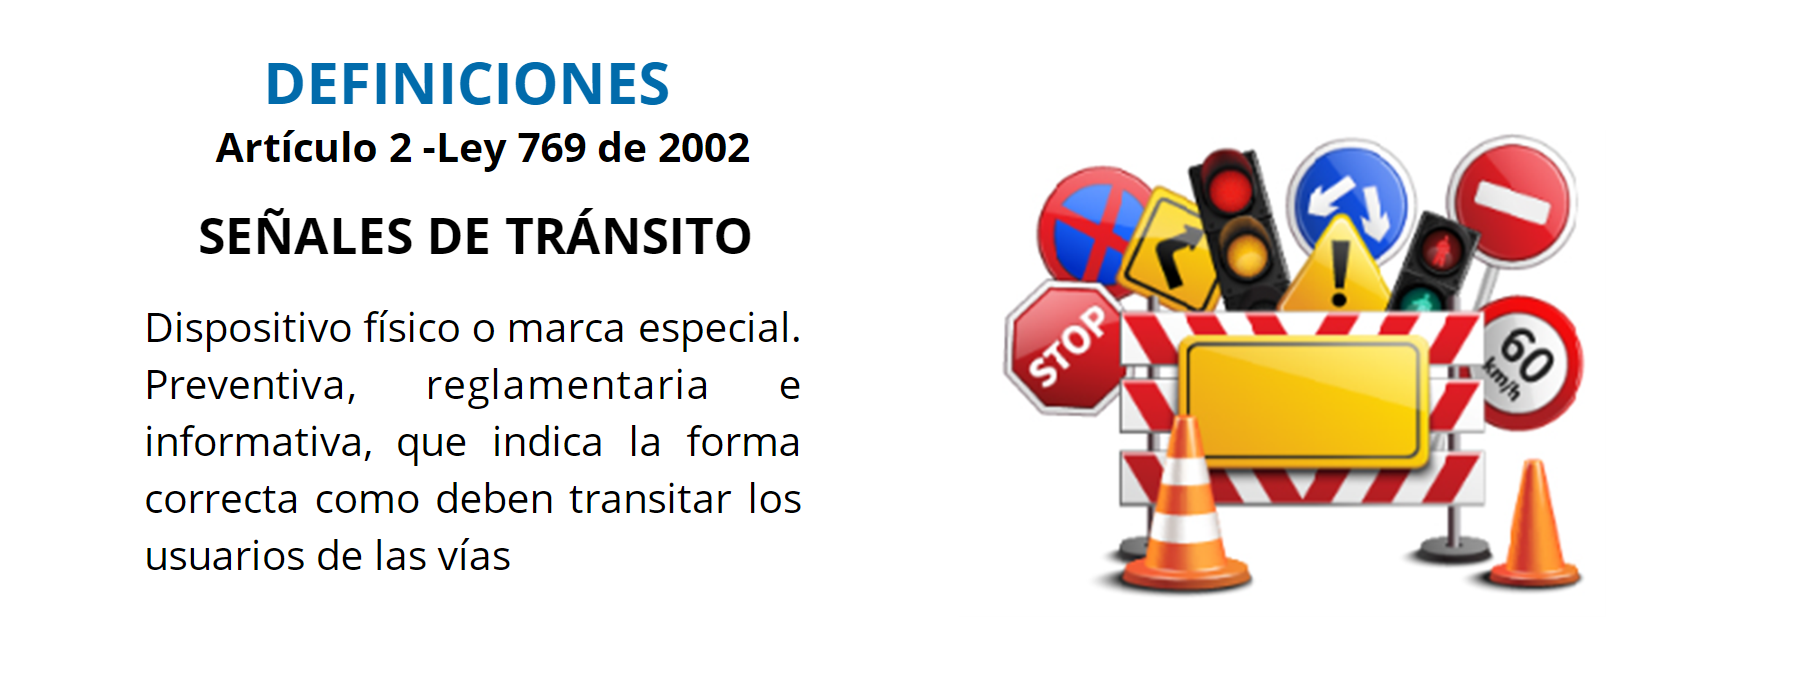 DEFINICIONES
Artículo 2 -Ley 769 de 2002
SEÑALES DE TRÁNSITO
Dispositivo físico o marca especial.
Preventiva, reglamentaria e
informativa, que indica la forma
correcta como deben transitar los
usuarios de las vías
STOP
!
60
km/h